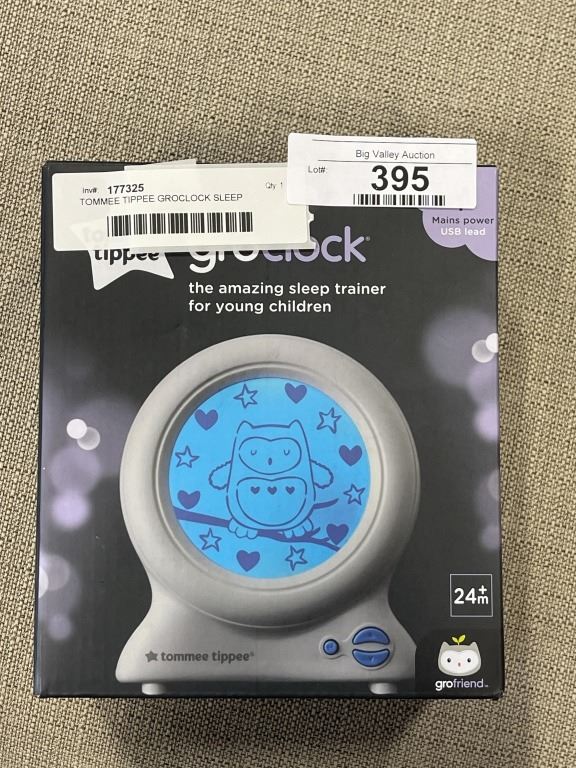 Inv#: 177325 Qty: 1
TOMMEE TIPPEE GROCLOCK SLEEP
Big Valley Auction
Lot#: 395
Mains power
USB lead
tippee
groclock®
the amazing sleep trainer
for young children
24+m
tommee tippee®
grofriend™